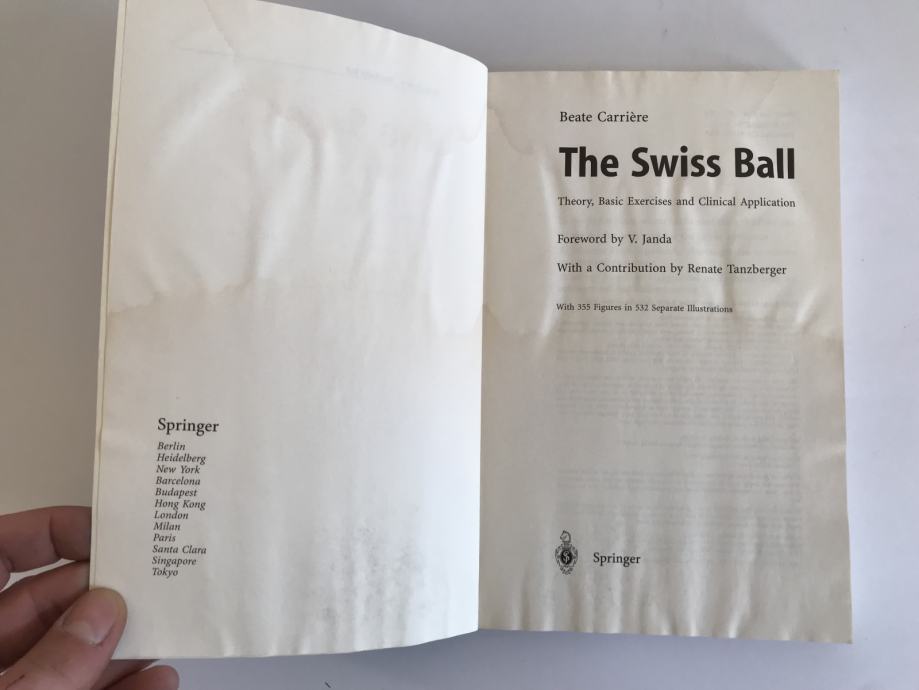 Springer
Berlin
Heidelberg
New York
Barcelona
Budapest
Hong Kong
London
Milan
Paris
Santa Clara
Singapore
Tokyo
Beate Carrière
The Swiss Ball
Theory, Basic Exercises and Clinical Application
Foreword by V. Janda
With a Contribution by Renate Tanzberger
With 355 Figures in 532 Separate Illustrations
Springer